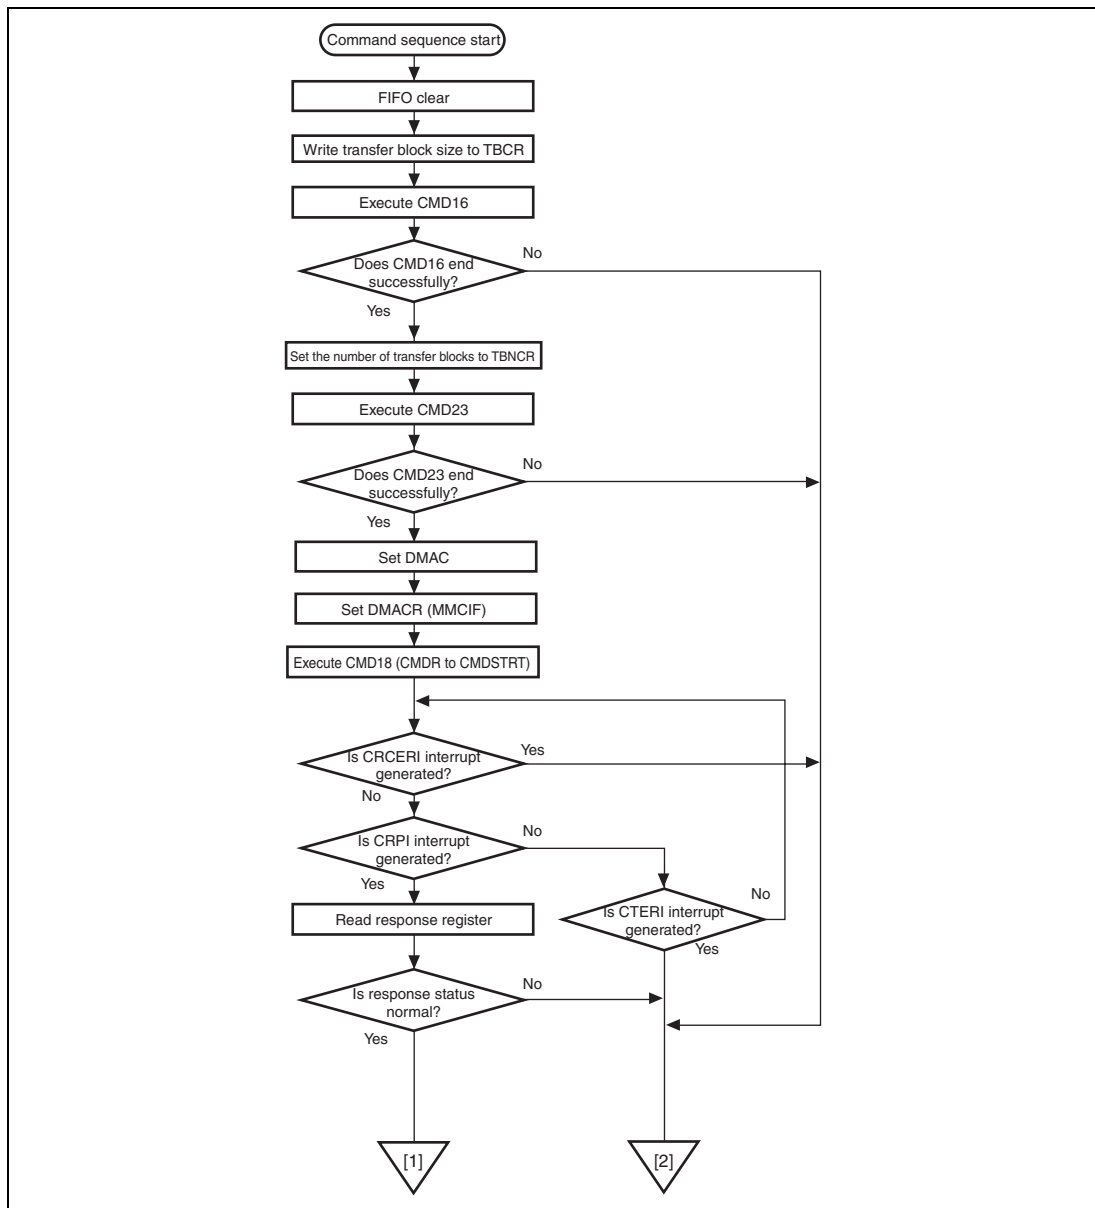 Command sequence start
FIFO clear
Write transfer block size to TBCR
Execute CMD16
Does CMD16 end
successfully?
No
Yes
Set the number of transfer blocks to TBNCR
Execute CMD23
Does CMD23 end
successfully?
No
Yes
Set DMAC
Set DMACR (MMCIF)
Execute CMD18 (CMDR to CMDSTRT)
Is CRCERI interrupt
generated?
Yes
No
Is CRPI interrupt
generated?
No
Yes
Is CTERI interrupt
generated?
No
Yes
Read response register
Is response status
normal?
No
Yes
[1]
[2]